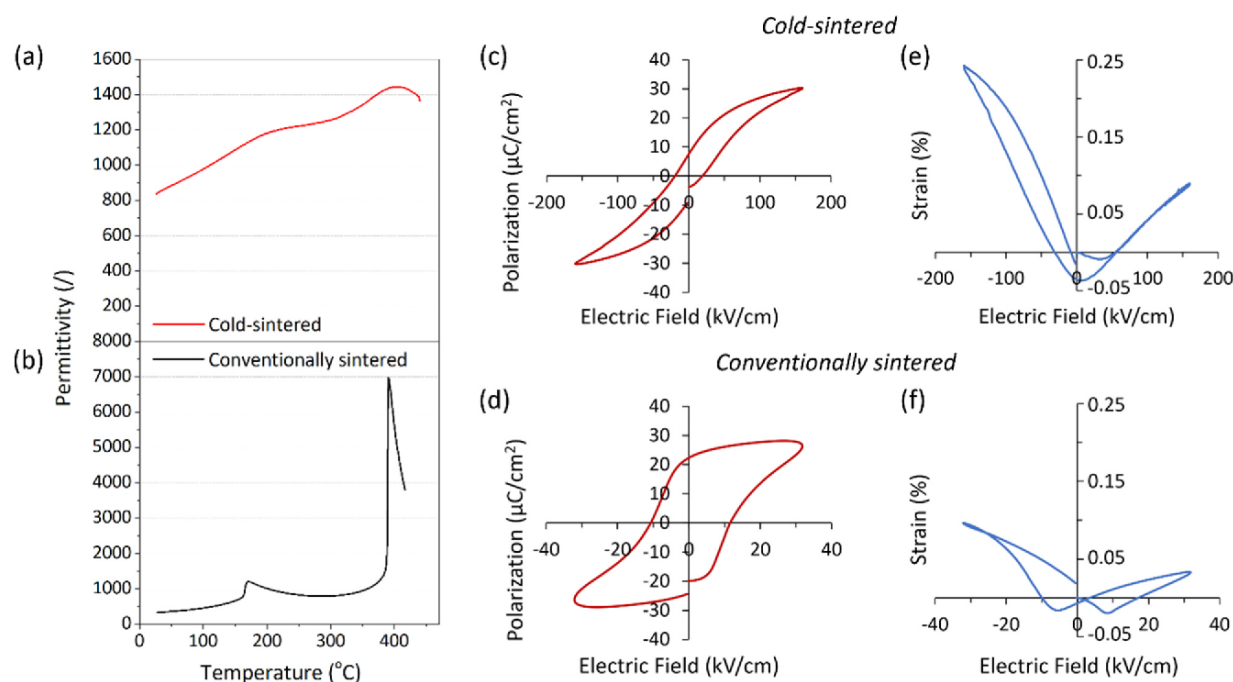 Cold-sintered
(a)
1600
1400
1200
1000
800
600
400
200
Cold-sintered
8000
(b)
Conventionally sintered
7000
6000
5000
4000
3000
2000
1000
0
0 100 200 300 400
Temperature (°C)
Permittivity (/)
(c)
40
30
20
10
0
-200 -100 0 100 200
-10
-20
-30
-40
Polarization (µC/cm²)
Electric Field (kV/cm)
(e)
0.25
0.15
0.05
-200 -100 0 100 200
-0.05
Strain (%)
Electric Field (kV/cm)
Conventionally sintered
(d)
40
30
20
10
0
-40 -20 0 20 40
-10
-20
-30
-40
Polarization (µC/cm²)
Electric Field (kV/cm)
(f)
0.25
0.15
0.05
-40 -20 0 20 40
-0.05
Strain (%)
Electric Field (kV/cm)